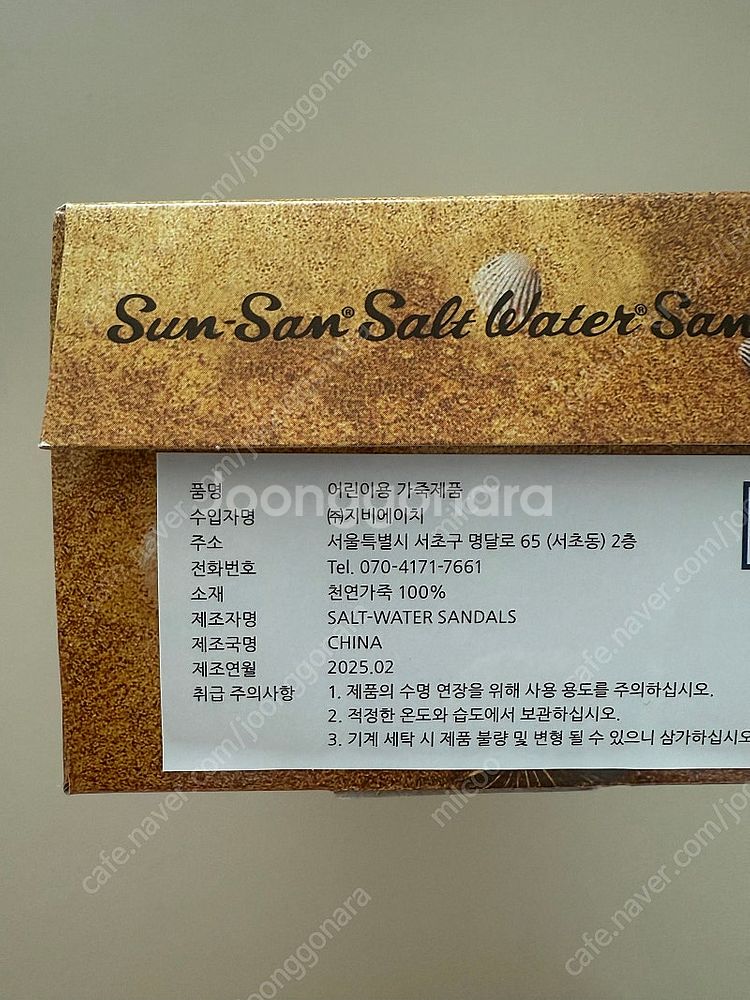 Sun-San® Salt Water® San
품명 어린이용 가죽제품
수입자명 ㈜지비에이치
주소 서울특별시 서초구 명달로 65 (서초동) 2층
전화번호 Tel. 070-4171-7661
소재 천연가죽 100%
제조자명 SALT-WATER SANDALS
제조국명 CHINA
제조연월 2025.02
취급 주의사항 1. 제품의 수명 연장을 위해 사용 용도를 주의하십시오.
2. 적정한 온도와 습도에서 보관하십시오.
3. 기계 세탁 시 제품 불량 및 변형 될 수 있으니 삼가하십시오
joonggonara
cafe.naver.com/joonggonara
milcoo